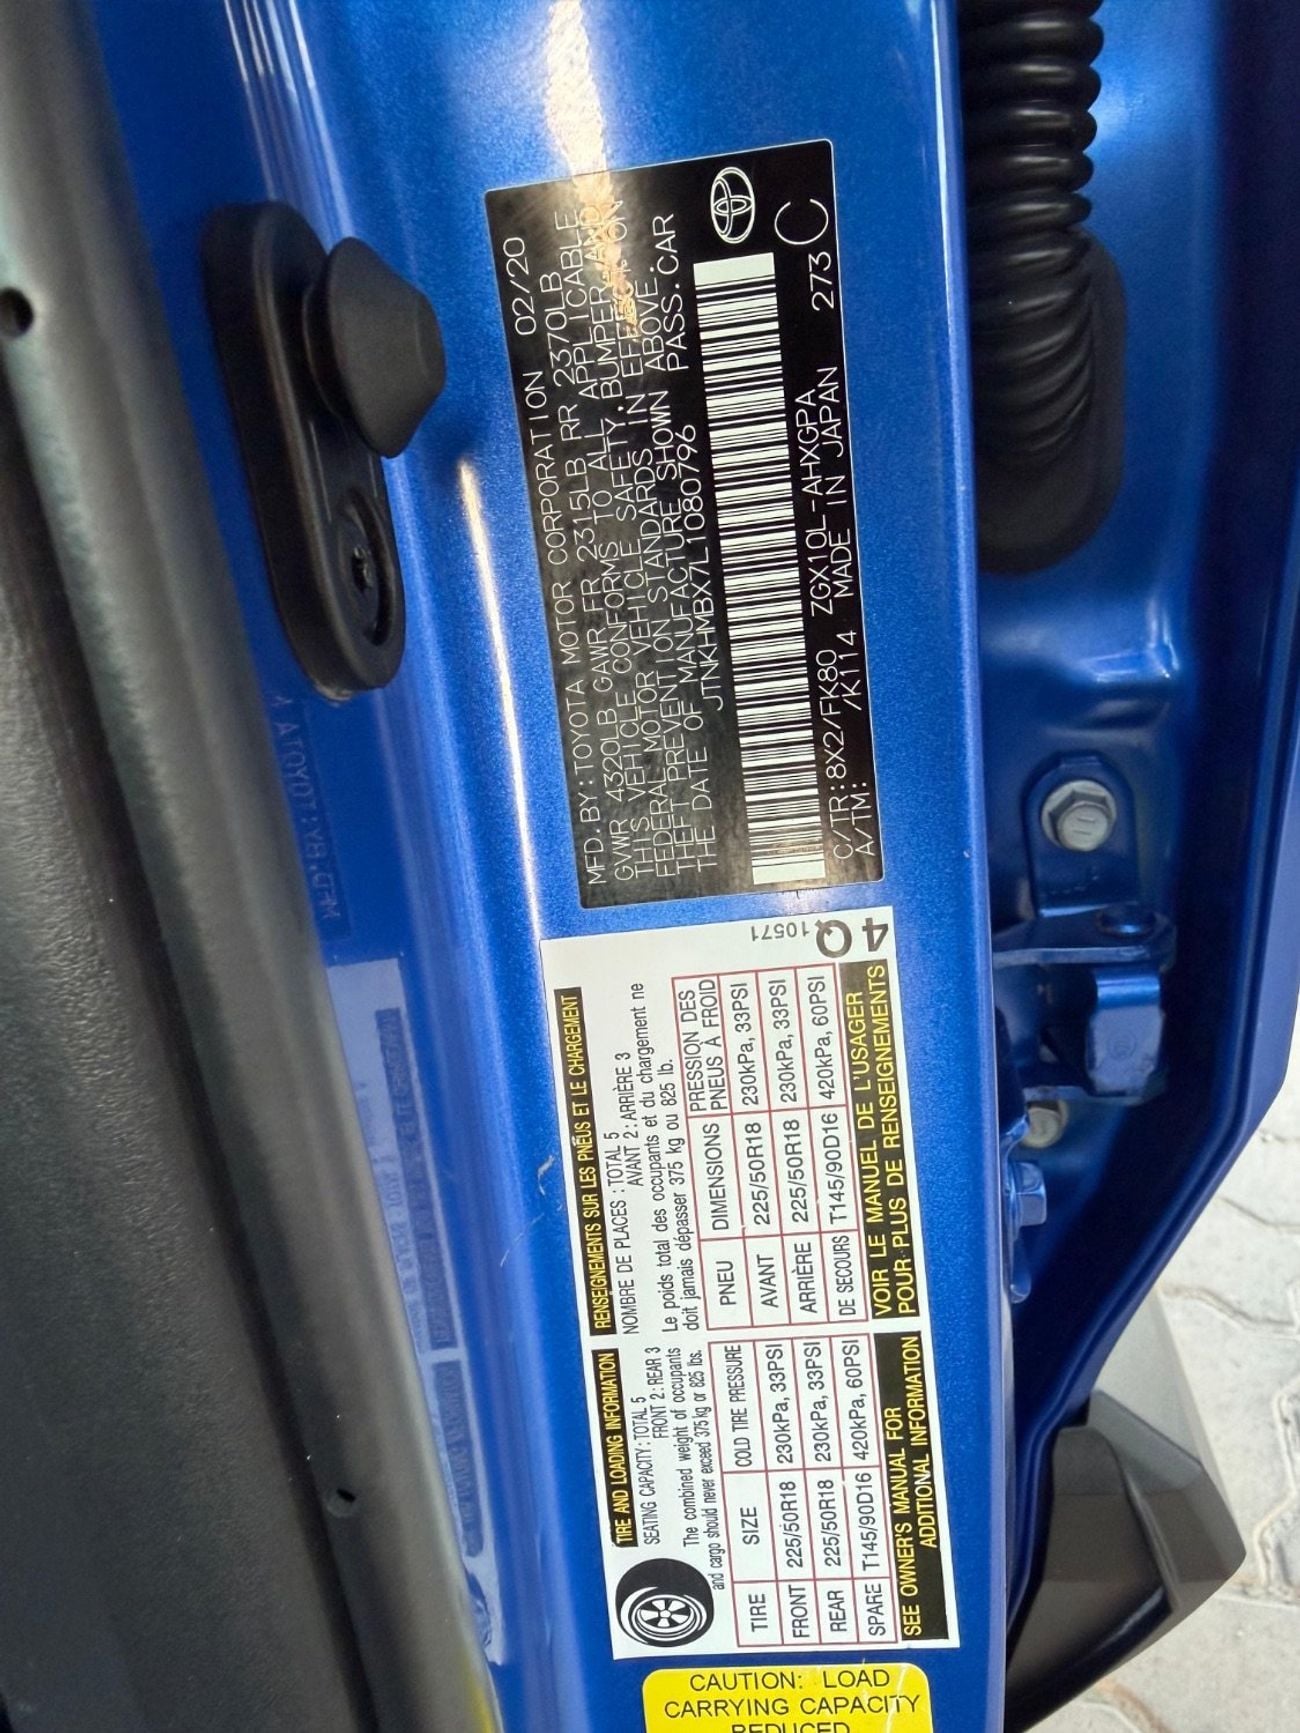 MFD.BY:TOYOTA MOTOR CORPORATION 02/20
GVWR 4320LB GAWR FR 2315LB RR 2370LB
THIS VEHICLE CONFORMS TO ALL APPLICABLE
FEDERAL MOTOR VEHICLE SAFETY,BUMPER,AND
THEFT PREVENTION STANDARDS IN EFFECT ON
THE DATE OF MANUFACTURE SHOWN ABOVE.
JTNKHMBX7L1080796 PASS.CAR
C/TR:8X2/FK80 ZGX10L-AHXGPA 273 C
A/TM: /K114 MADE IN JAPAN
TIRE AND LOADING INFORMATION
SEATING CAPACITY: TOTAL 5
FRONT 2: REAR 3
The combined weight of occupants
and cargo should never exceed 375 kg or 825 lbs.
TIRE SIZE COLD TIRE PRESSURE
FRONT 225/50R18 230kPa, 33PSI
REAR 225/50R18 230kPa, 33PSI
SPARE T145/90D16 420kPa, 60PSI
SEE OWNER'S MANUAL FOR
ADDITIONAL INFORMATION
RENSEIGNEMENTS SUR LES PNEUS ET LE CHARGEMENT
NOMBRE DE PLACES : TOTAL 5
AVANT 2: ARRIÈRE 3
Le poids total des occupants et du chargement ne
doit jamais dépasser 375 kg ou 825 lb.
PNEU DIMENSIONS PRESSION DES
PNEUS À FROID
AVANT 225/50R18 230kPa, 33PSI
ARRIÈRE 225/50R18 230kPa, 33PSI
DE SECOURS T145/90D16 420kPa, 60PSI
VOIR LE MANUEL DE L'USAGER
POUR PLUS DE RENSEIGNEMENTS
10571
4Q
CAUTION: LOAD
CARRYING CAPACITY
REDUCED